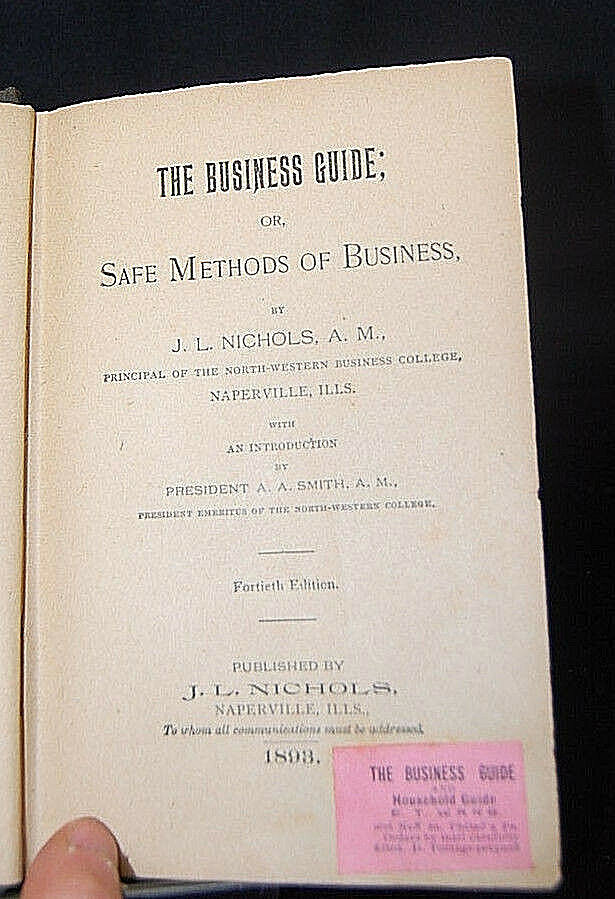 THE BUSINESS GUIDE;
OR,
SAFE METHODS OF BUSINESS,
BY
J. L. NICHOLS, A. M.,
PRINCIPAL OF THE NORTH-WESTERN BUSINESS COLLEGE,
NAPERVILLE, ILLS.
WITH
AN INTRODUCTION
BY
PRESIDENT A. A. SMITH, A. M.,
PRESIDENT EMERITUS OF THE NORTH-WESTERN COLLEGE.
Fortieth Edition.
PUBLISHED BY
J. L. NICHOLS,
NAPERVILLE, ILLS.,
To whom all communications must be addressed.
1893.
THE BUSINESS GUIDE
AND
Household Guide